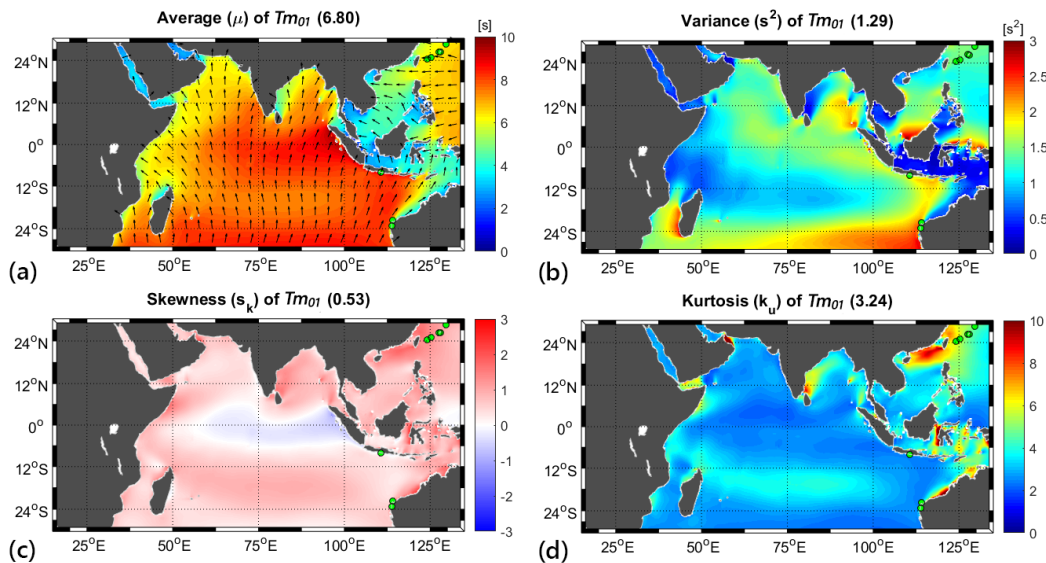 Average (μ) of Tm01 (6.80)
[s]
10
8
6
4
2
0
24°N
12°N
0°
12°S
24°S
25°E 50°E 75°E 100°E 125°E
(a)
Variance (s²) of Tm01 (1.29)
[s²]
3
2.5
2
1.5
1
0.5
0
24°N
12°N
0°
12°S
24°S
25°E 50°E 75°E 100°E 125°E
(b)
Skewness (sk) of Tm01 (0.53)
3
2
1
0
-1
-2
-3
24°N
12°N
0°
12°S
24°S
25°E 50°E 75°E 100°E 125°E
(c)
Kurtosis (ku) of Tm01 (3.24)
10
8
6
4
2
0
24°N
12°N
0°
12°S
24°S
25°E 50°E 75°E 100°E 125°E
(d)